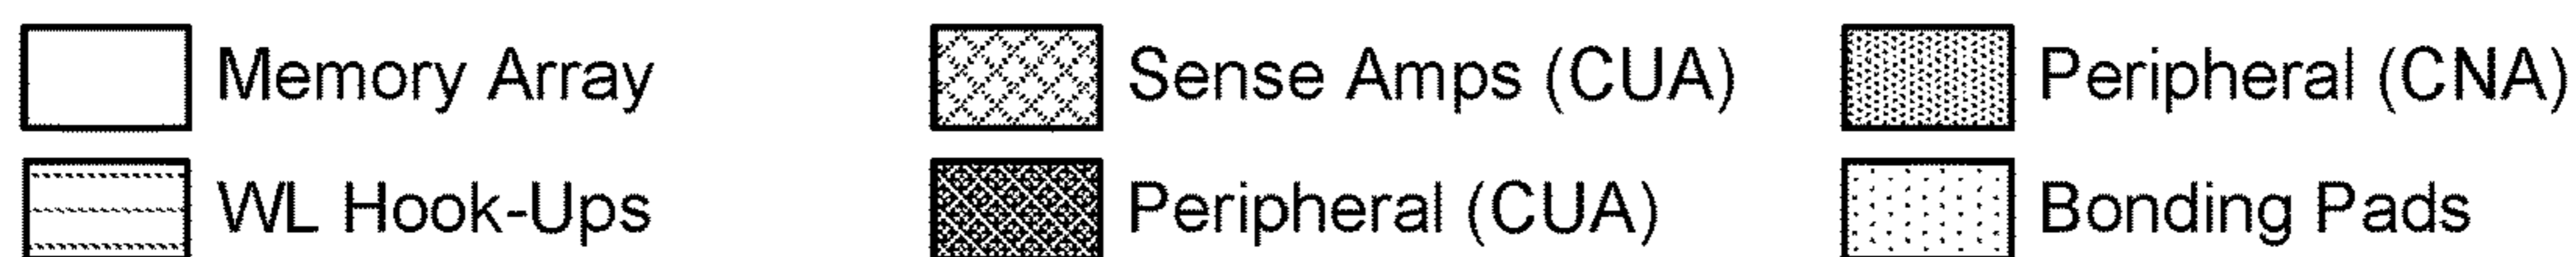 Memory Array Sense Amps (CUA) Peripheral (CNA)
WL Hook-Ups Peripheral (CUA) Bonding Pads